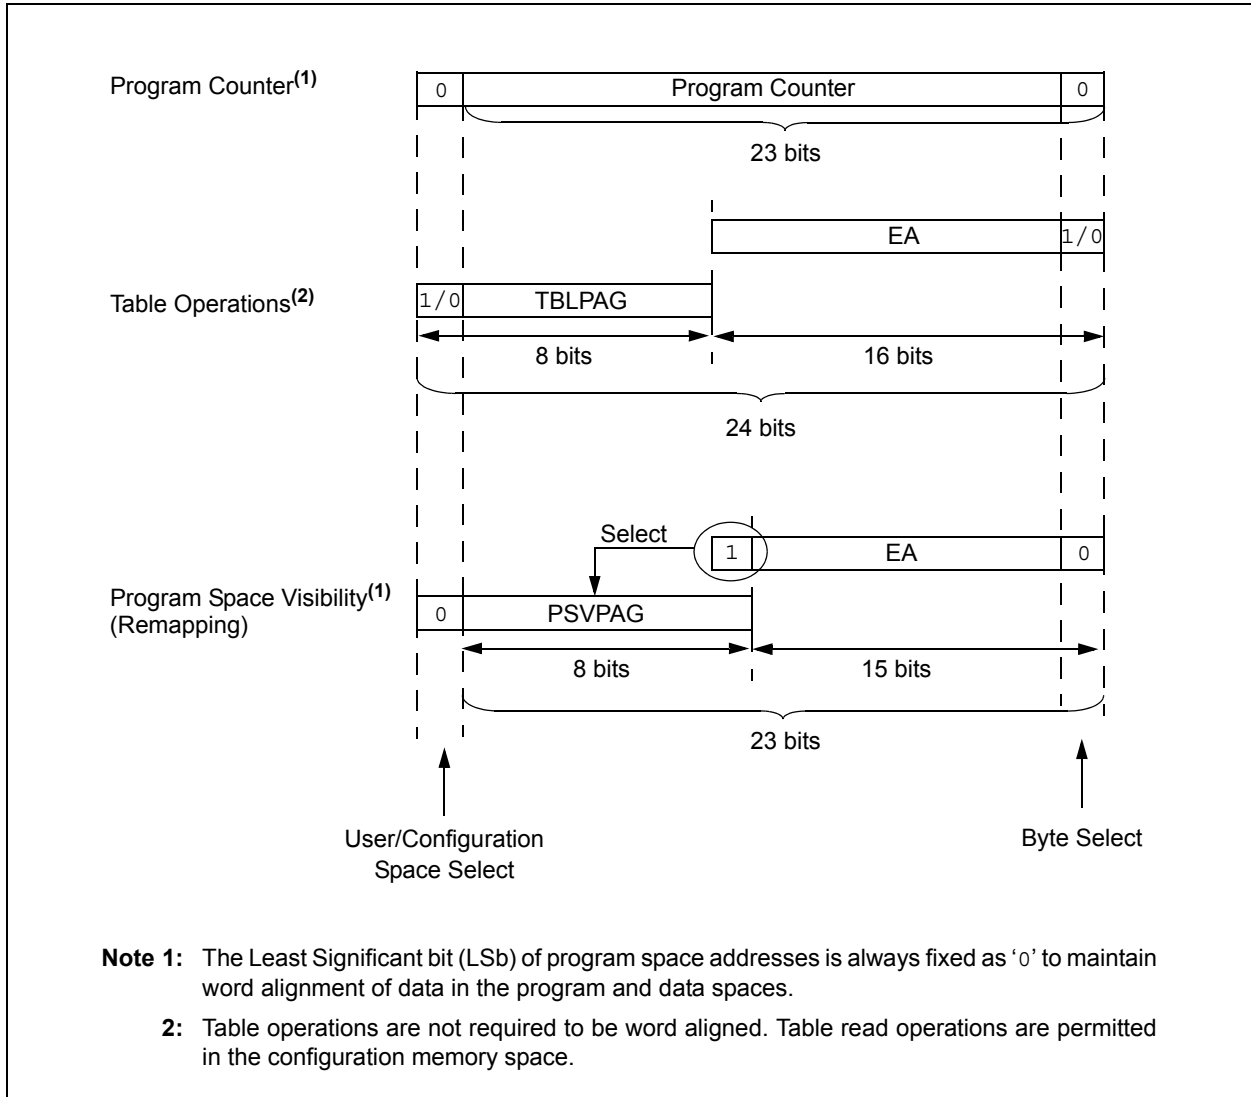 Program Counter(1)
0
Program Counter
0
23 bits
EA
1/0
Table Operations(2)
1/0
TBLPAG
8 bits
16 bits
24 bits
Select
1
EA
0
Program Space Visibility(1)
(Remapping)
0
PSVPAG
8 bits
15 bits
23 bits
User/Configuration
Space Select
Byte Select
Note 1: The Least Significant bit (LSb) of program space addresses is always fixed as ‘0’ to maintain
word alignment of data in the program and data spaces.
2: Table operations are not required to be word aligned. Table read operations are permitted
in the configuration memory space.